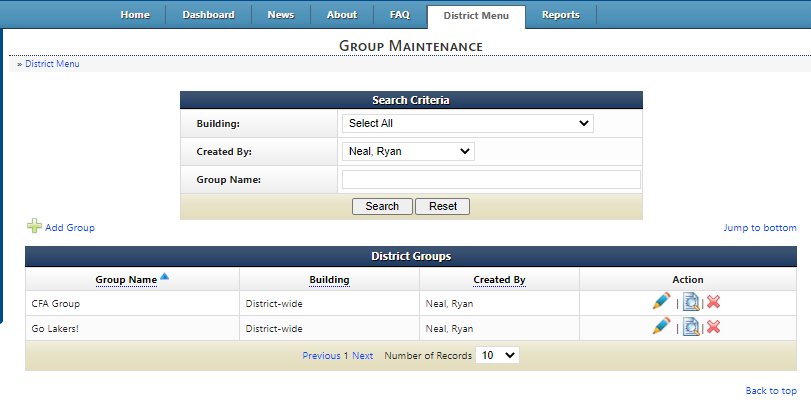 Home Dashboard News About FAQ District Menu Reports
Group Maintenance
» District Menu
Search Criteria
Building: Select All
Created By: Neal, Ryan
Group Name:
Search Reset
Add Group Jump to bottom
District Groups
Group Name Building Created By Action
CFA Group District-wide Neal, Ryan | |
Go Lakers! District-wide Neal, Ryan | |
Previous 1 Next Number of Records 10
Back to top